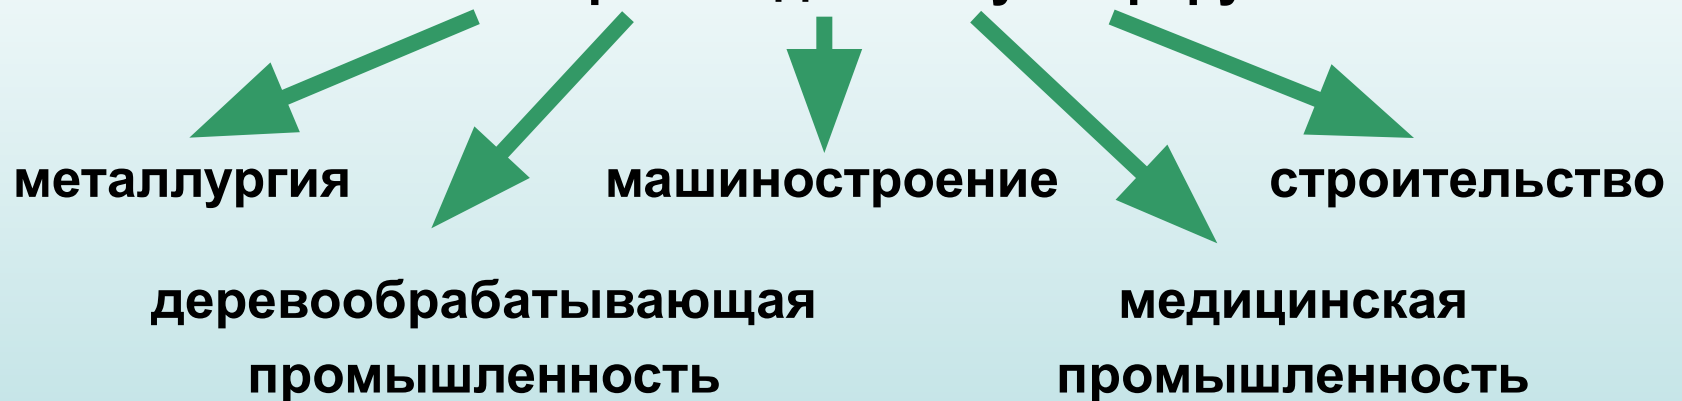 металлургия машиностроение строительство
деревообрабатывающая медицинская
промышленность промышленность